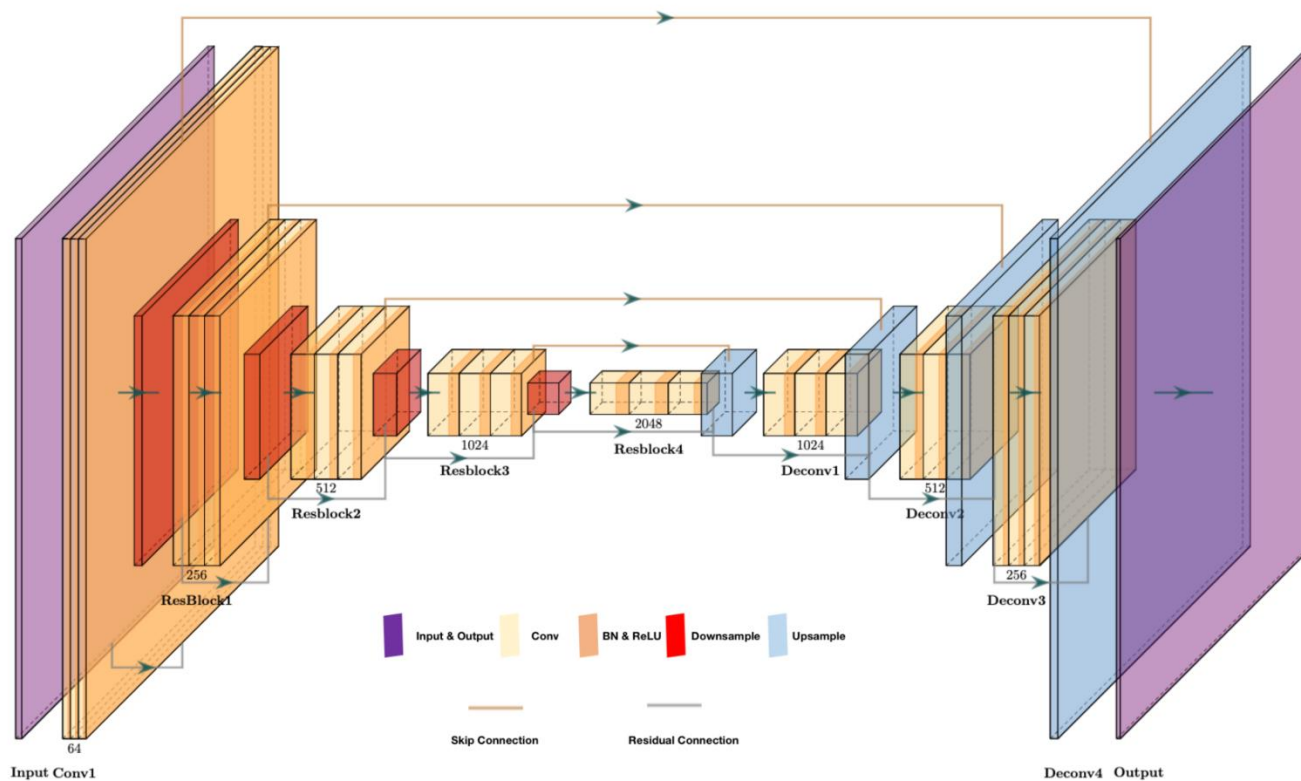 2048
1024
Resblock4
1024
Resblock3
Deconv1
512
Resblock2
512
Deconv2
256
ResBlock1
256
Deconv3
Input & Output
Conv
BN & ReLU
Downsample
Upsample
Skip Connection
Residual Connection
64
Input Conv1
Deconv4 Output